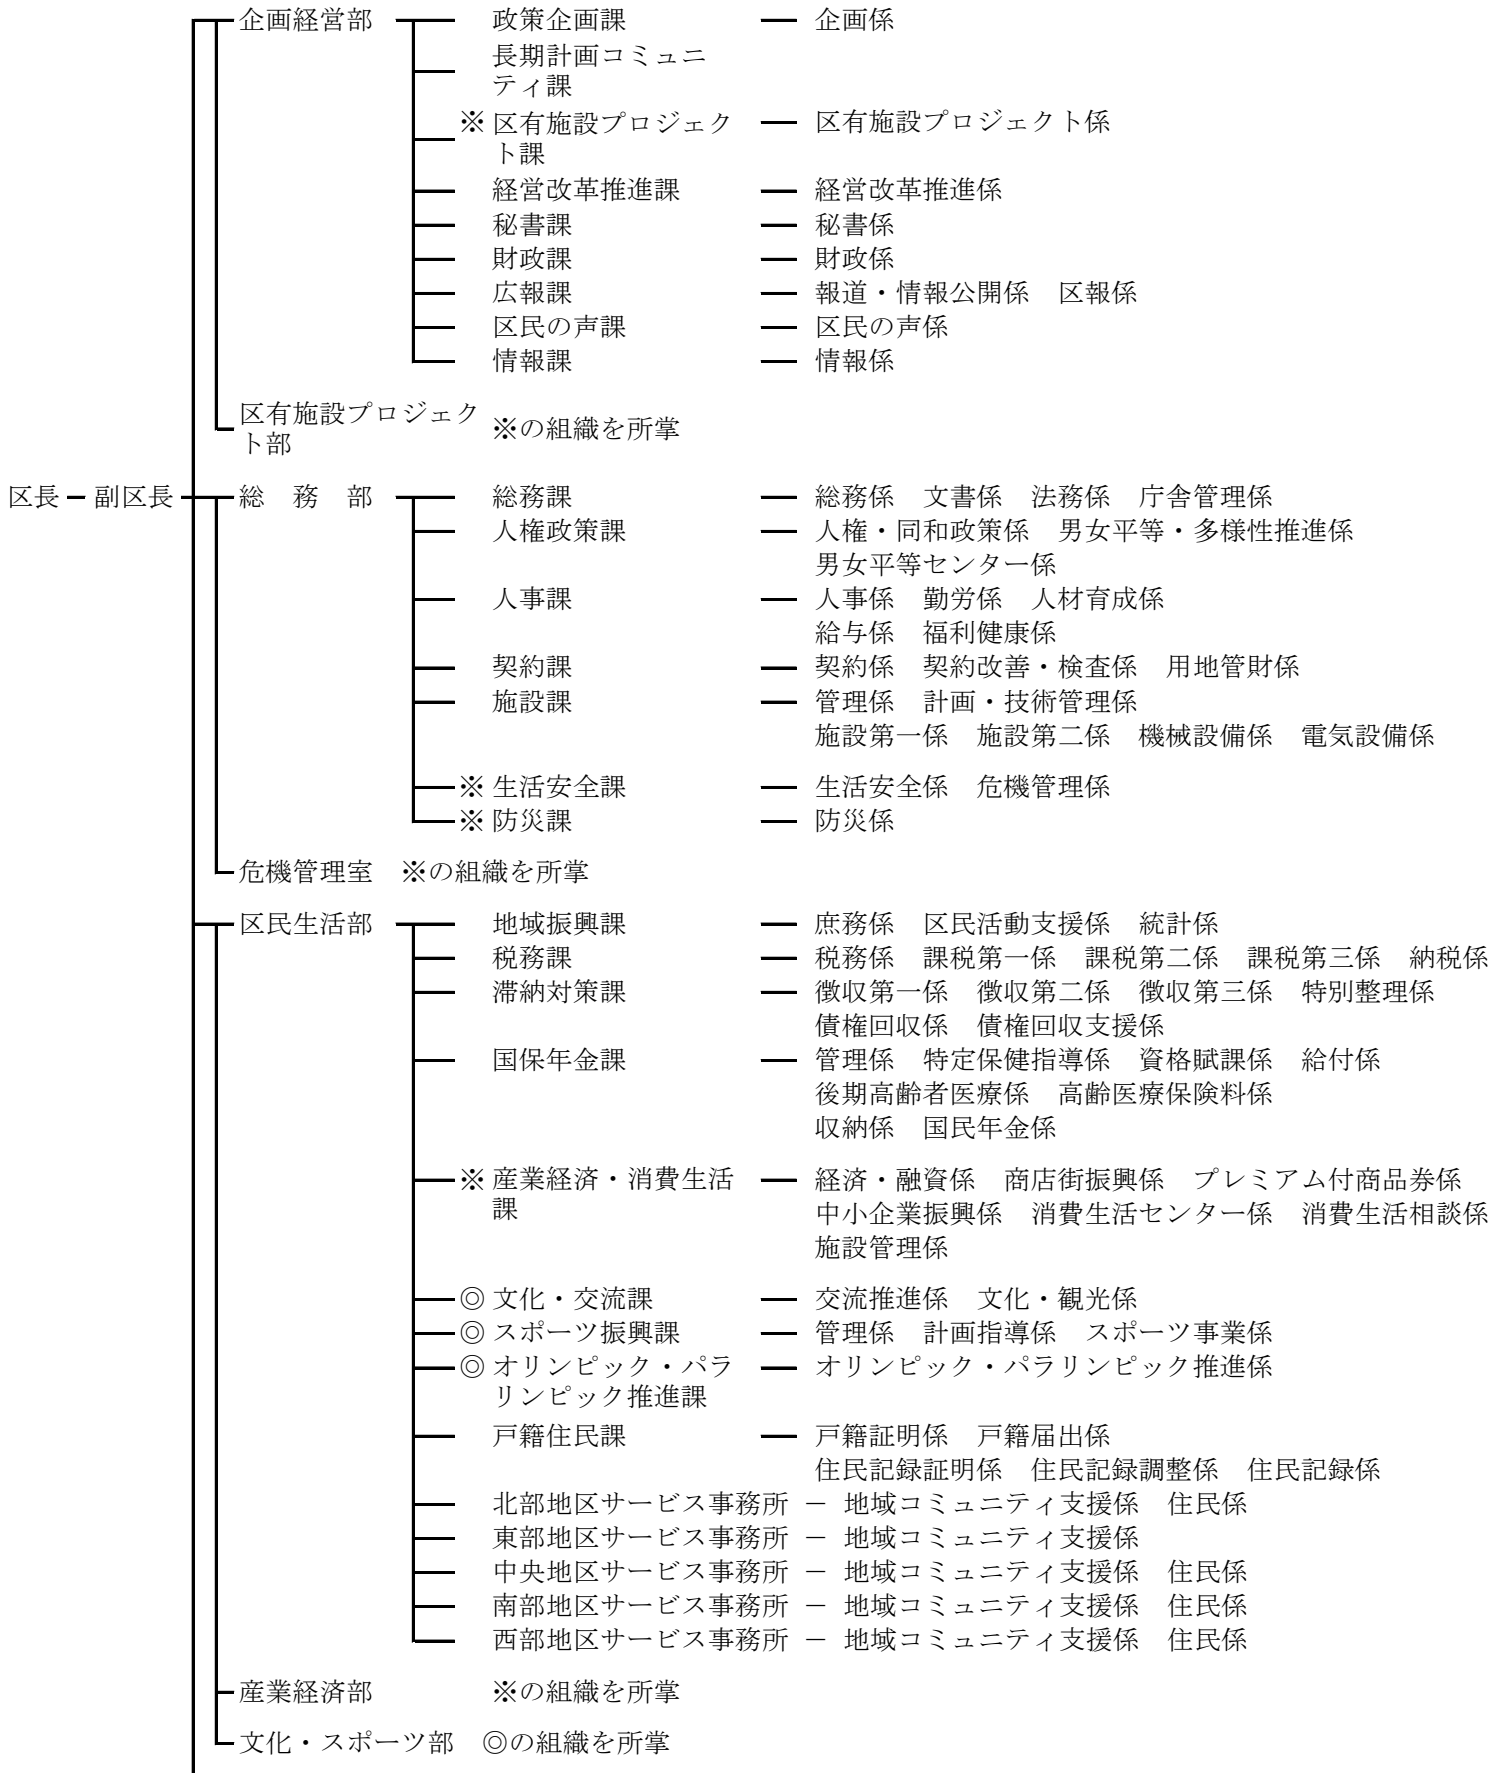 企画経営部 政策企画課 企画係
長期計画コミュニ
ティ課
※ 区有施設プロジェク 区有施設プロジェクト係
ト課
経営改革推進課 経営改革推進係
秘書課 秘書係
財政課 財政係
広報課 報道・情報公開係 区報係
区民の声課 区民の声係
情報課 情報係
区有施設プロジェク
ト部 ※の組織を所掌
区長 副区長 総 務 部 総務課 総務係 文書係 法務係 庁舎管理係
人権政策課 人権・同和政策係 男女平等・多様性推進係
男女平等センター係
人事課 人事係 勤労係 人材育成係
給与係 福利健康係
契約課 契約係 契約改善・検査係 用地管財係
施設課 管理係 計画・技術管理係
施設第一係 施設第二係 機械設備係 電気設備係
※ 生活安全課 生活安全係 危機管理係
※ 防災課 防災係
危機管理室 ※の組織を所掌
区民生活部 地域振興課 庶務係 区民活動支援係 統計係
税務課 税務係 課税第一係 課税第二係 課税第三係 納税係
滞納対策課 徴収第一係 徴収第二係 徴収第三係 特別整理係
債権回収係 債権回収支援係
国保年金課 管理係 特定保健指導係 資格賦課係 給付係
後期高齢者医療係 高齢医療保険料係
収納係 国民年金係
※ 産業経済・消費生活 経済・融資係 商店街振興係 プレミアム付商品券係
課 中小企業振興係 消費生活センター係 消費生活相談係
施設管理係
◎ 文化・交流課 交流推進係 文化・観光係
◎ スポーツ振興課 管理係 計画指導係 スポーツ事業係
◎ オリンピック・パラ オリンピック・パラリンピック推進係
リンピック推進課
戸籍住民課 戸籍証明係 戸籍届出係
住民記録証明係 住民記録調整係 住民記録係
北部地区サービス事務所 － 地域コミュニティ支援係 住民係
東部地区サービス事務所 － 地域コミュニティ支援係
中央地区サービス事務所 － 地域コミュニティ支援係 住民係
南部地区サービス事務所 － 地域コミュニティ支援係 住民係
西部地区サービス事務所 － 地域コミュニティ支援係 住民係
産業経済部 ※の組織を所掌
文化・スポーツ部 ◎の組織を所掌